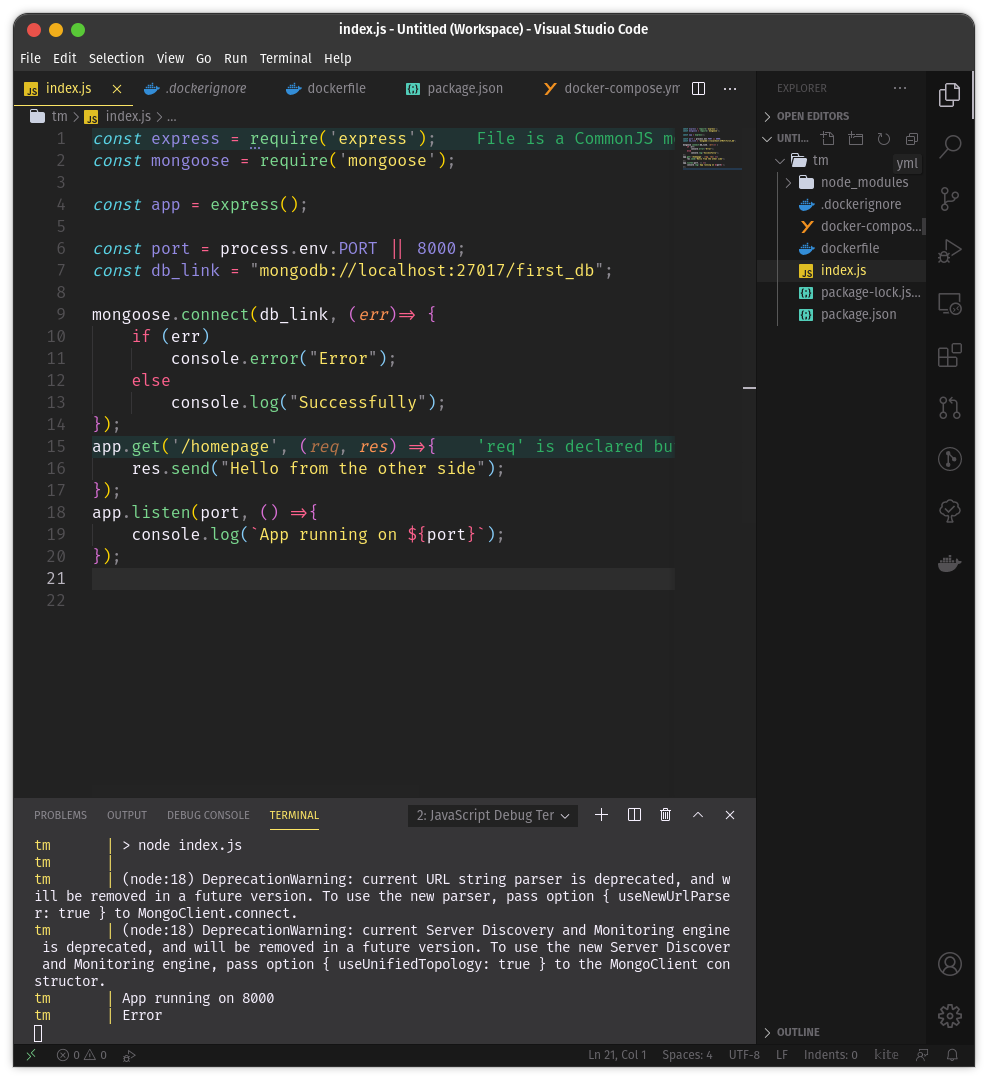 index.js - Untitled (Workspace) - Visual Studio Code
File Edit Selection View Go Run Terminal Help
index.js .dockerignore dockerfile package.json docker-compose.ym
tm > index.js > ...
1 const express = require('express'); File is a CommonJS m
2 const mongoose = require('mongoose');
3
4 const app = express();
5
6 const port = process.env.PORT || 8000;
7 const db_link = "mongodb://localhost:27017/first_db";
8
9 mongoose.connect(db_link, (err)=> {
10 if (err)
11 console.error("Error");
12 else
13 console.log("Successfully");
14 });
15 app.get('/homepage', (req, res) =>{ 'req' is declared bu
16 res.send("Hello from the other side");
17 });
18 app.listen(port, () =>{
19 console.log(`App running on ${port}`);
20 });
21
22
EXPLORER
OPEN EDITORS
UNTI...
tm
yml
node_modules
.dockerignore
docker-compos...
dockerfile
index.js
package-lock.js...
package.json
OUTLINE
PROBLEMS OUTPUT DEBUG CONSOLE TERMINAL 2: JavaScript Debug Ter
tm | > node index.js
tm |
tm | (node:18) DeprecationWarning: current URL string parser is deprecated, and w
ill be removed in a future version. To use the new parser, pass option { useNewUrlParse
r: true } to MongoClient.connect.
tm | (node:18) DeprecationWarning: current Server Discovery and Monitoring engine
is deprecated, and will be removed in a future version. To use the new Server Discover
and Monitoring engine, pass option { useUnifiedTopology: true } to the MongoClient con
structor.
tm | App running on 8000
tm | Error
0 0 Ln 21, Col 1 Spaces: 4 UTF-8 LF Indents: 0 kite